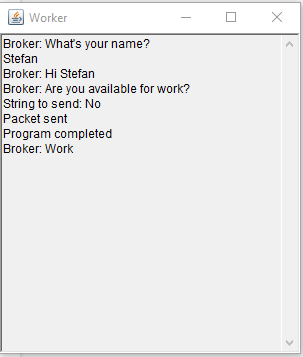 Worker
Broker: What's your name?
Stefan
Broker: Hi Stefan
Broker: Are you available for work?
String to send: No
Packet sent
Program completed
Broker: Work